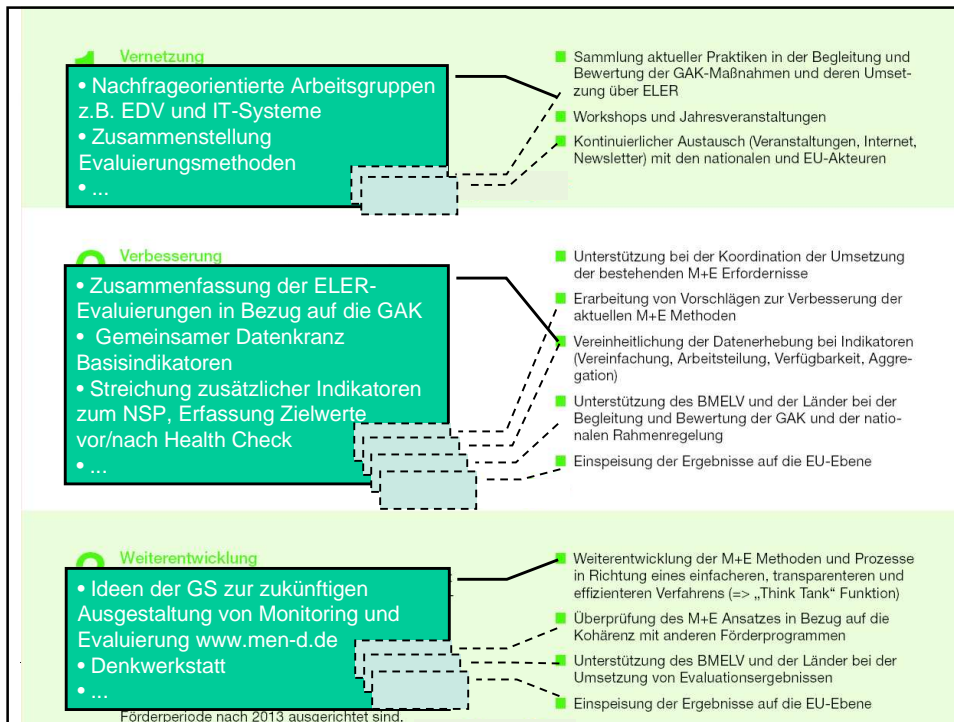 Vernetzung
• Nachfrageorientierte Arbeitsgruppen
z.B. EDV und IT-Systeme
• Zusammenstellung
Evaluierungsmethoden
• ...
Sammlung aktueller Praktiken in der Begleitung und
Bewertung der GAK-Maßnahmen und deren Umset-
zung über ELER
Workshops und Jahresveranstaltungen
Kontinuierlicher Austausch (Veranstaltungen, Internet,
Newsletter) mit den nationalen und EU-Akteuren
Verbesserung
• Zusammenfassung der ELER-
Evaluierungen in Bezug auf die GAK
• Gemeinsamer Datenkranz
Basisindikatoren
• Streichung zusätzlicher Indikatoren
zum NSP, Erfassung Zielwerte
vor/nach Health Check
• ...
Unterstützung bei der Koordination der Umsetzung
der bestehenden M+E Erfordernisse
Erarbeitung von Vorschlägen zur Verbesserung der
aktuellen M+E Methoden
Vereinheitlichung der Datenerhebung bei Indikatoren
(Vereinfachung, Arbeitsteilung, Verfügbarkeit, Aggre-
gation)
Unterstützung des BMELV und der Länder bei der
Begleitung und Bewertung der GAK und der natio-
nalen Rahmenregelung
Einspeisung der Ergebnisse auf die EU-Ebene
Weiterentwicklung
• Ideen der GS zur zukünftigen
Ausgestaltung von Monitoring und
Evaluierung www.men-d.de
• Denkwerkstatt
• ...
Förderperiode nach 2013 ausgerichtet sind.
Weiterentwicklung der M+E Methoden und Prozesse
in Richtung eines einfacheren, transparenteren und
effizienteren Verfahrens (=> „Think Tank“ Funktion)
Überprüfung des M+E Ansatzes in Bezug auf die
Kohärenz mit anderen Förderprogrammen
Unterstützung des BMELV und der Länder bei der
Umsetzung von Evaluationsergebnissen
Einspeisung der Ergebnisse auf die EU-Ebene